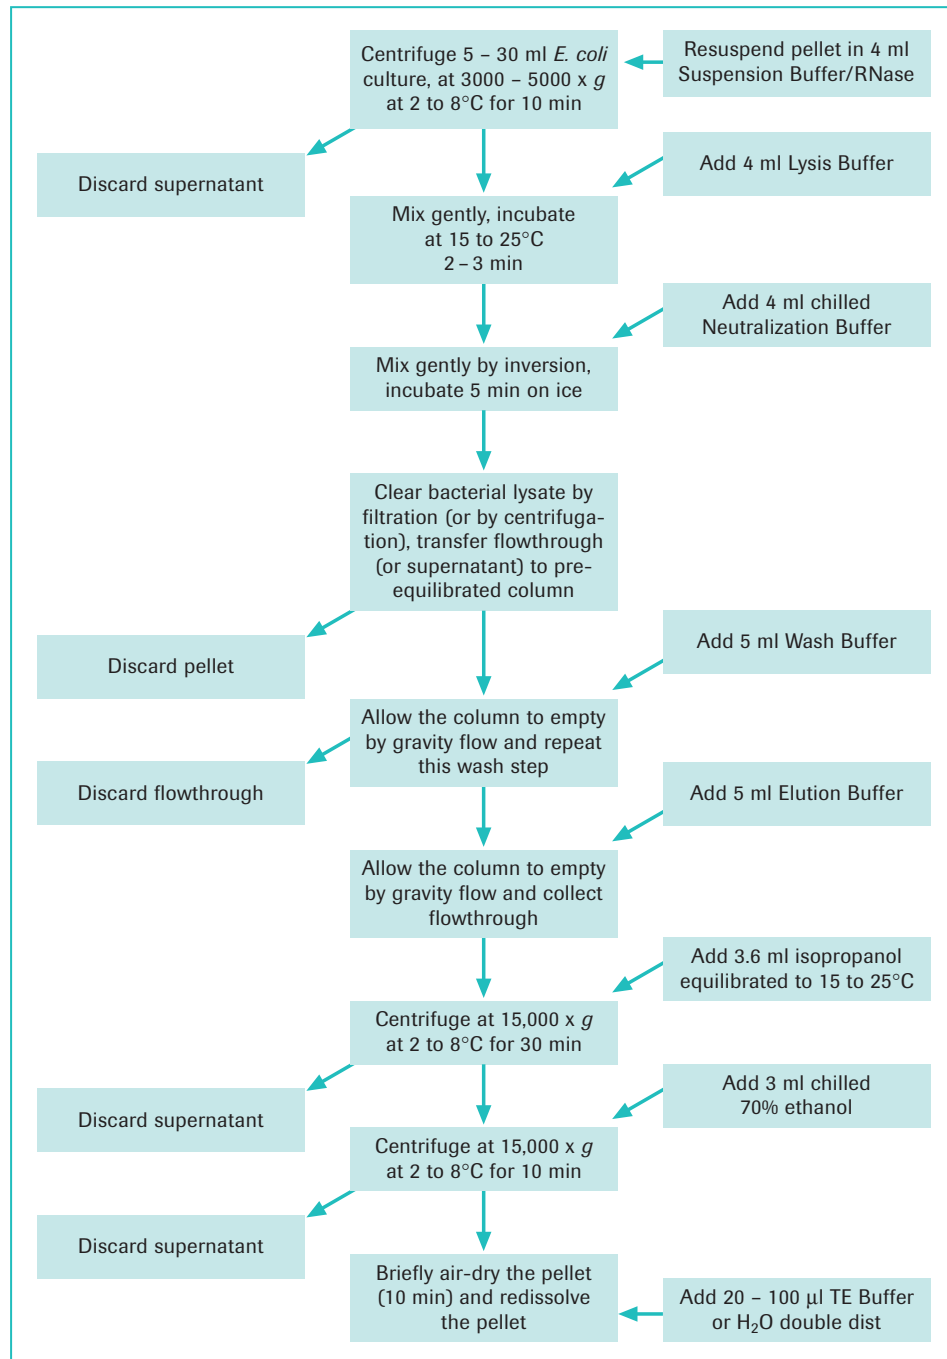 Centrifuge 5 – 30 ml E. coli
culture, at 3000 – 5000 x g
at 2 to 8°C for 10 min
Resuspend pellet in 4 ml
Suspension Buffer/RNase
Discard supernatant
Add 4 ml Lysis Buffer
Mix gently, incubate
at 15 to 25°C
2 – 3 min
Add 4 ml chilled
Neutralization Buffer
Mix gently by inversion,
incubate 5 min on ice
Clear bacterial lysate by
filtration (or by centrifuga-
tion), transfer flowthrough
(or supernatant) to pre-
equilibrated column
Discard pellet
Add 5 ml Wash Buffer
Allow the column to empty
by gravity flow and repeat
this wash step
Discard flowthrough
Add 5 ml Elution Buffer
Allow the column to empty
by gravity flow and collect
flowthrough
Add 3.6 ml isopropanol
equilibrated to 15 to 25°C
Centrifuge at 15,000 x g
at 2 to 8°C for 30 min
Discard supernatant
Add 3 ml chilled
70% ethanol
Centrifuge at 15,000 x g
at 2 to 8°C for 10 min
Discard supernatant
Briefly air-dry the pellet
(10 min) and redissolve
the pellet
Add 20 – 100 µl TE Buffer
or H₂O double dist